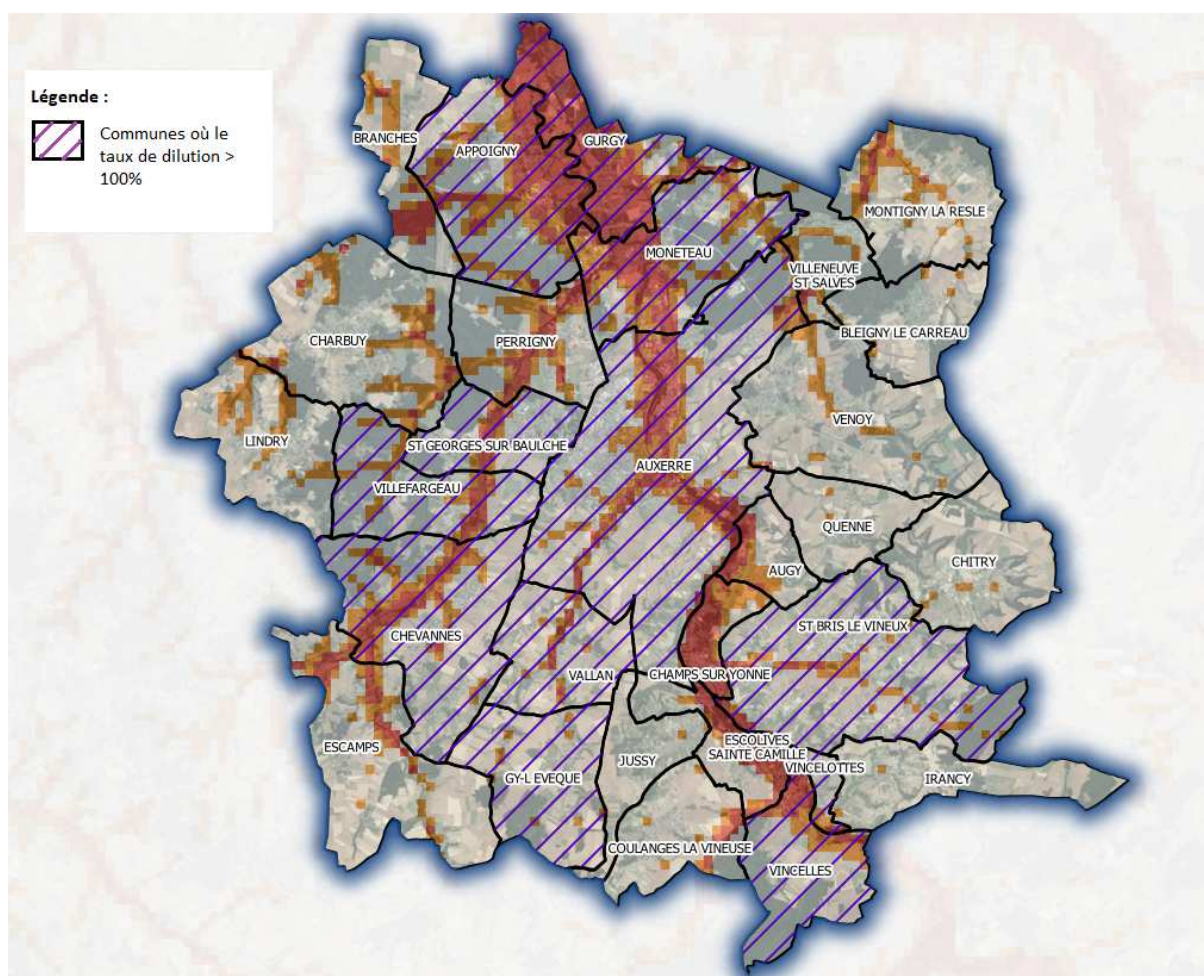 Légende :
Communes où le
taux de dilution >
100%
BRANCHES
APPOIGNY
GURGY
MONTIGNY LA RESLE
MONETEAU
VILLENEUVE
ST SALVES
BLEIGNY LE CARREAU
CHARBUY
PERRIGNY
VENOY
LINDRY
ST GEORGES SUR BAULCHE
AUXERRE
VILLEFARGEAU
QUENNE
CHITRY
AUGY
ST BRIS LE VINEUX
CHEVANNES
VALLAN
CHAMPS SUR YONNE
ESCAMPS
ESCOLIVES
SAINTE CAMILLE
JUSSY
VINCELOTTES
GY-L EVEQUE
IRANCY
COULANGES LA VINEUSE
VINCELLES